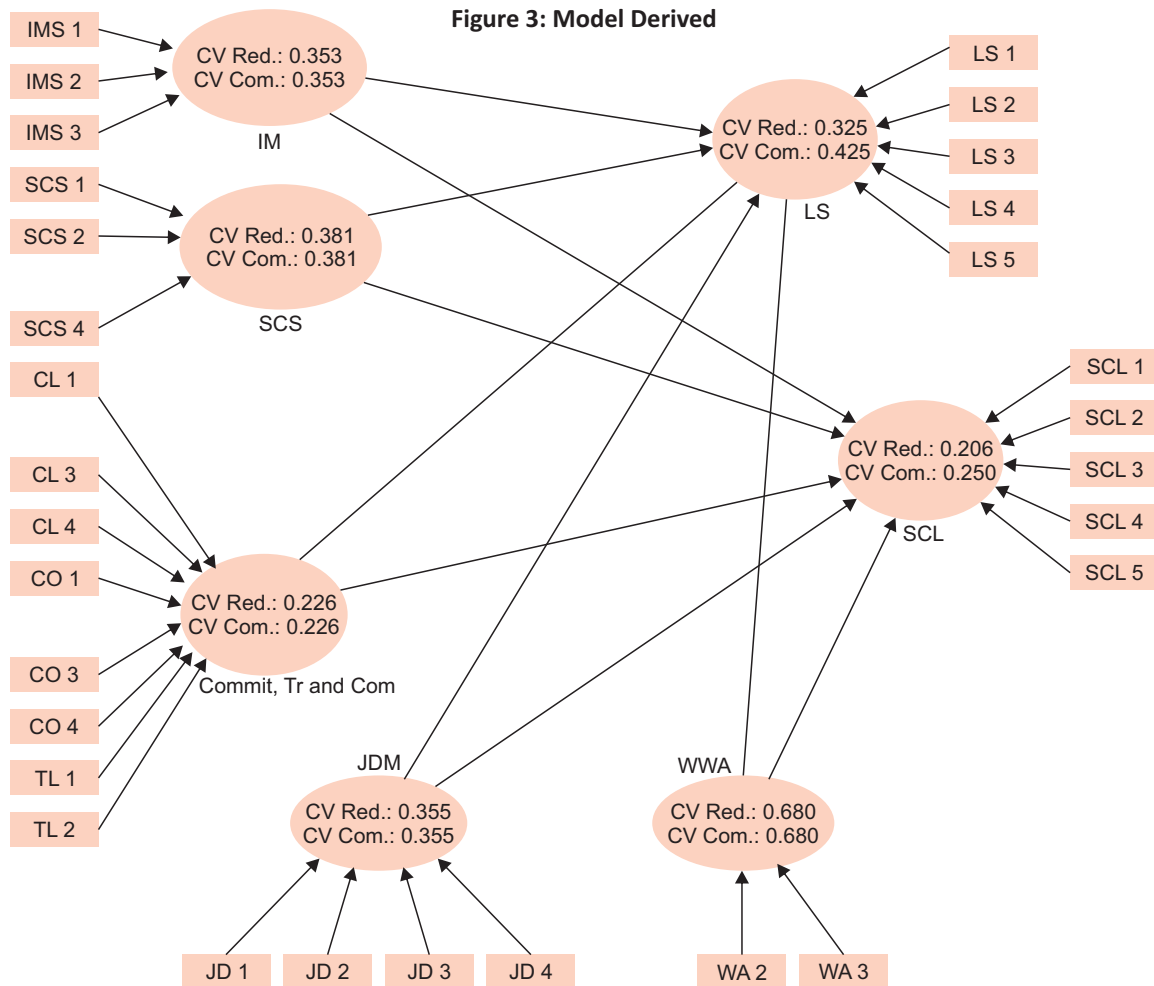 Figure 3: Model Derived
IMS 1
IMS 2
IMS 3
CV Red.: 0.353
CV Com.: 0.353
IM
SCS 1
SCS 2
SCS 4
CV Red.: 0.381
CV Com.: 0.381
SCS
CL 1
CL 3
CL 4
CO 1
CO 3
CO 4
TL 1
TL 2
CV Red.: 0.226
CV Com.: 0.226
Commit, Tr and Com
CV Red.: 0.325
CV Com.: 0.425
LS
LS 1
LS 2
LS 3
LS 4
LS 5
CV Red.: 0.206
CV Com.: 0.250
SCL
SCL 1
SCL 2
SCL 3
SCL 4
SCL 5
JDM
CV Red.: 0.355
CV Com.: 0.355
JD 1
JD 2
JD 3
JD 4
WWA
CV Red.: 0.680
CV Com.: 0.680
WA 2
WA 3